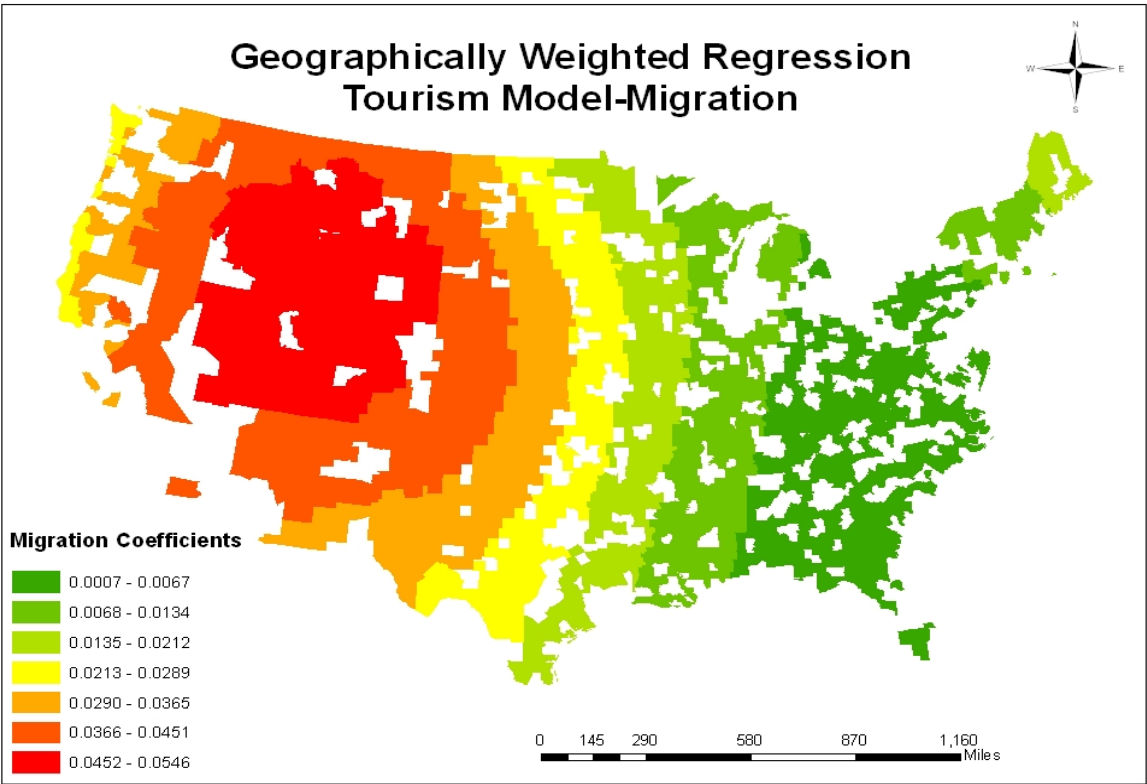 Geographically Weighted Regression
Tourism Model-Migration
N
W E
S
Migration Coefficients
0.0007 - 0.0067
0.0068 - 0.0134
0.0135 - 0.0212
0.0213 - 0.0289
0.0290 - 0.0365
0.0366 - 0.0451
0.0452 - 0.0546
0 145 290 580 870 1,160
Miles